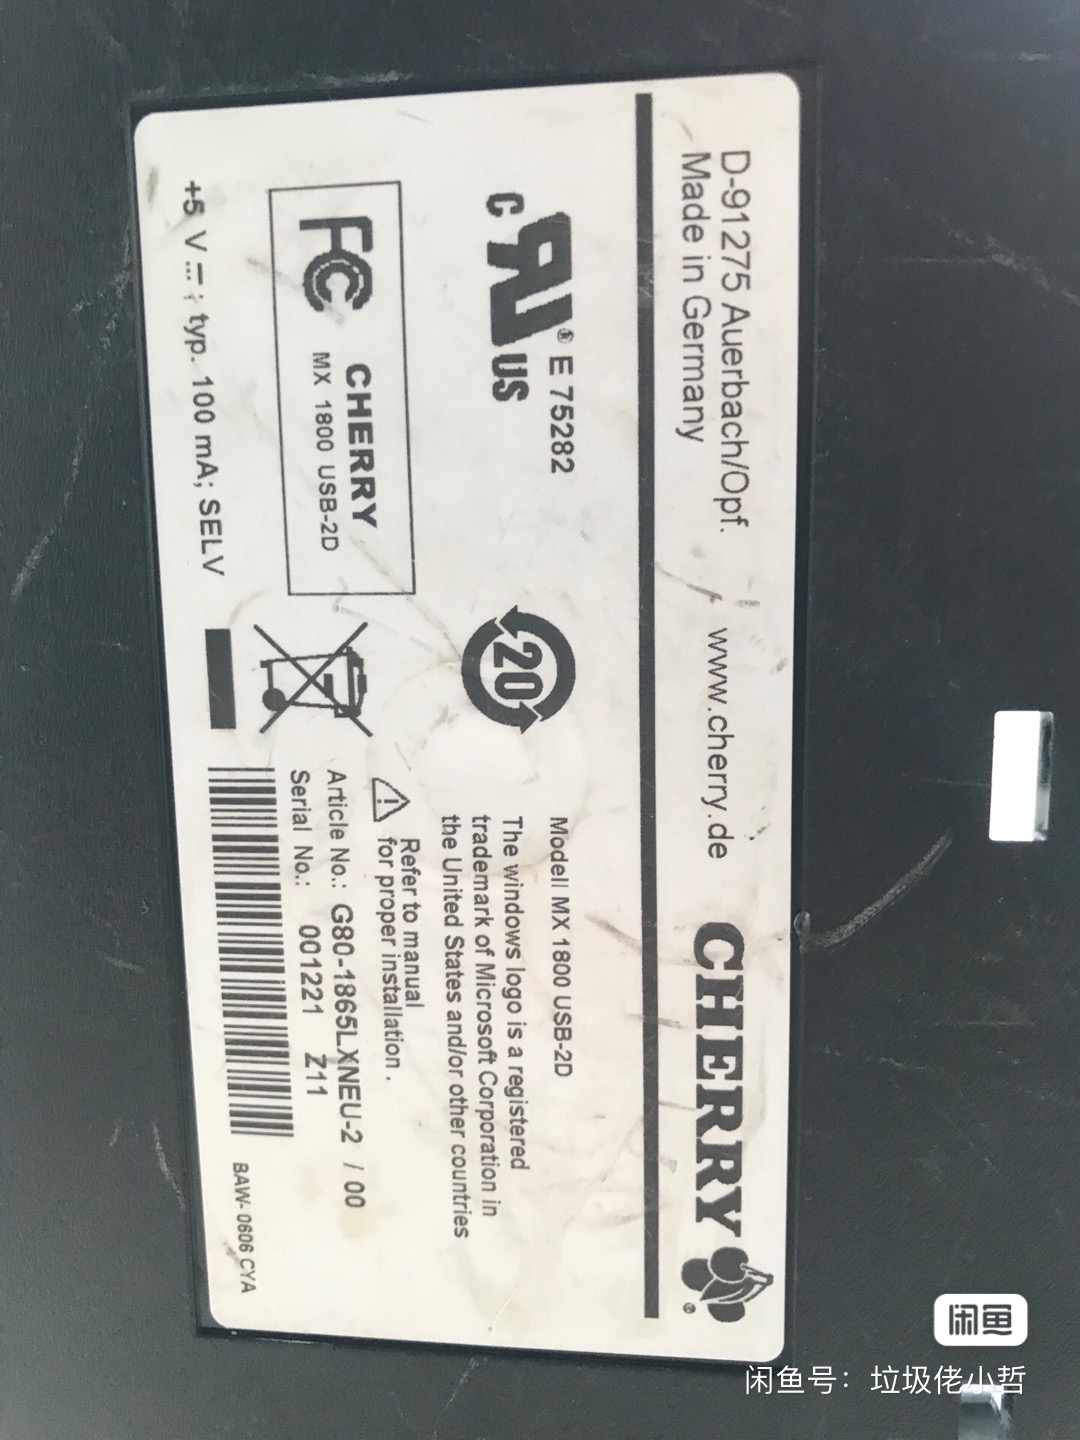 D-91275 Auerbach/Opf. www.cherry.de CHERRY ®
Made in Germany
c RU ® US E 75282
20
Modell MX 1800 USB-2D
The windows logo is a registered
trademark of Microsoft Corporation in
the United States and/or other countries
FC CHERRY
MX 1800 USB-2D
Refer to manual
for proper installation .
Article No.: G80-1865LXNEU-2 / 00
Serial No.: 001221 Z11
+5 V ⎓ ; typ. 100 mA; SELV
BAW- 0606 CYA
闲鱼
闲鱼号：垃圾佬小哲